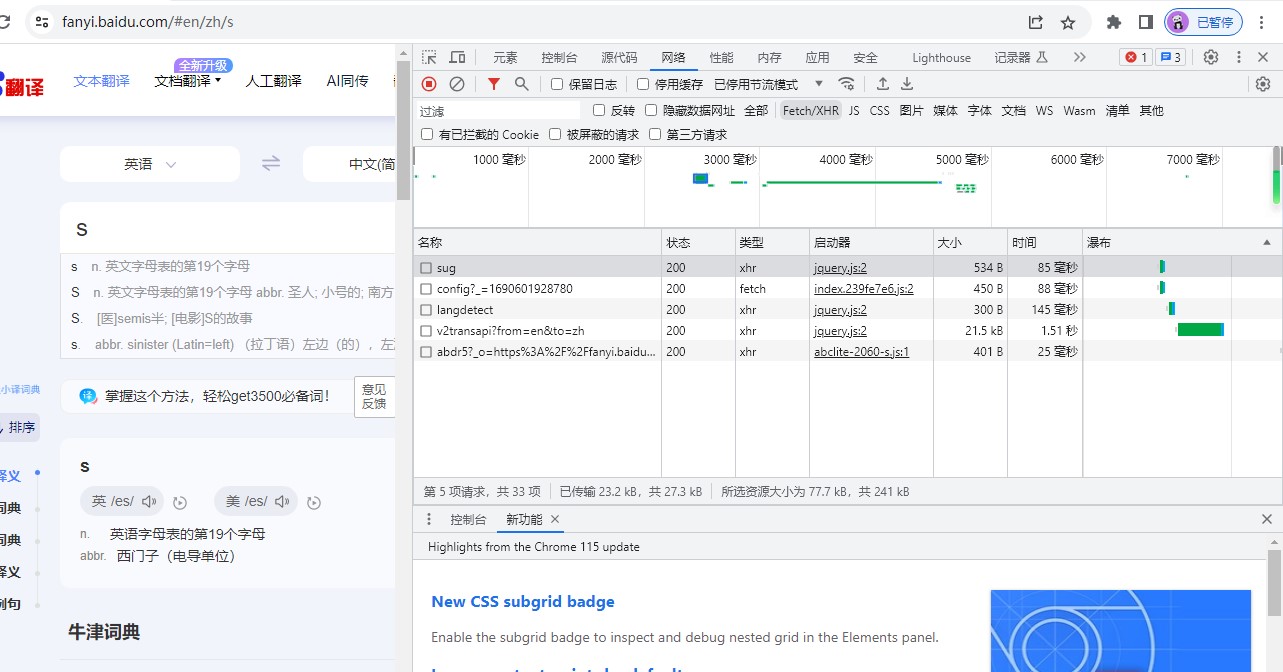 fanyi.baidu.com/#en/zh/s
已暂停
翻译
文本翻译
全新升级
文档翻译
人工翻译
AI同传
英语
中文(简
S
s n. 英文字母表的第19个字母
S n. 英文字母表的第19个字母 abbr. 圣人; 小号的; 南方
S. [医]semis半; [电影]S的故事
s. abbr. sinister (Latin=left) （拉丁语）左边（的），左
小译词典
译 掌握这个方法，轻松get3500必备词！
意见
反馈
排序
s
释义
英 /es/
美 /es/
词典
n. 英语字母表的第19个字母
词典
abbr. 西门子（电导单位）
释义
例句
牛津词典
元素 控制台 源代码 网络 性能 内存 应用 安全 Lighthouse 记录器 1 3
保留日志 停用缓存 已停用节流模式
过滤 反转 隐藏数据网址 全部 Fetch/XHR JS CSS 图片 媒体 字体 文档 WS Wasm 清单 其他
有已拦截的 Cookie 被屏蔽的请求 第三方请求
1000 毫秒 2000 毫秒 3000 毫秒 4000 毫秒 5000 毫秒 6000 毫秒 7000 毫秒
名称 状态 类型 启动器 大小 时间 瀑布
sug 200 xhr jquery.js:2 534 B 85 毫秒
config?_=1690601928780 200 fetch index.239fe7e6.js:2 450 B 88 毫秒
langdetect 200 xhr jquery.js:2 300 B 145 毫秒
v2transapi?from=en&to=zh 200 xhr jquery.js:2 21.5 kB 1.51 秒
abdr5?_o=https%3A%2F%2Ffanyi.baidu... 200 xhr abclite-2060-s.js:1 401 B 25 毫秒
第 5 项请求，共 33 项 已传输 23.2 kB，共 27.3 kB 所选资源大小为 77.7 kB，共 241 kB
控制台 新功能
Highlights from the Chrome 115 update
New CSS subgrid badge
Enable the subgrid badge to inspect and debug nested grid in the Elements panel.